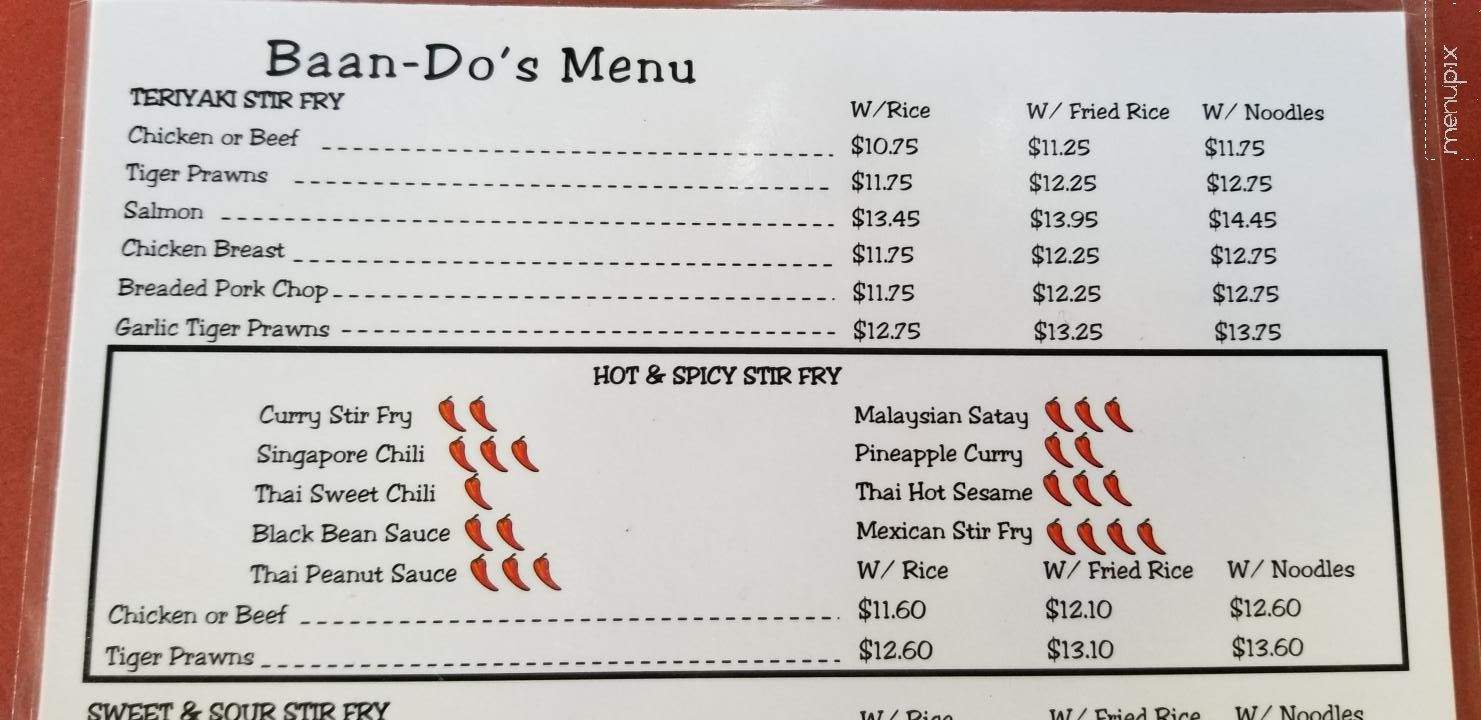 Baan-Do's Menu
TERIYAKI STIR FRY W/Rice W/ Fried Rice W/ Noodles
Chicken or Beef $10.75 $11.25 $11.75
Tiger Prawns $11.75 $12.25 $12.75
Salmon $13.45 $13.95 $14.45
Chicken Breast $11.75 $12.25 $12.75
Breaded Pork Chop $11.75 $12.25 $12.75
Garlic Tiger Prawns $12.75 $13.25 $13.75
HOT & SPICY STIR FRY
Curry Stir Fry Malaysian Satay
Singapore Chili Pineapple Curry
Thai Sweet Chili Thai Hot Sesame
Black Bean Sauce Mexican Stir Fry
Thai Peanut Sauce W/ Rice W/ Fried Rice W/ Noodles
Chicken or Beef $11.60 $12.10 $12.60
Tiger Prawns $12.60 $13.10 $13.60
SWEET & SOUR STIR FRY W/ Rice W/ Fried Rice W/ Noodles
menupix